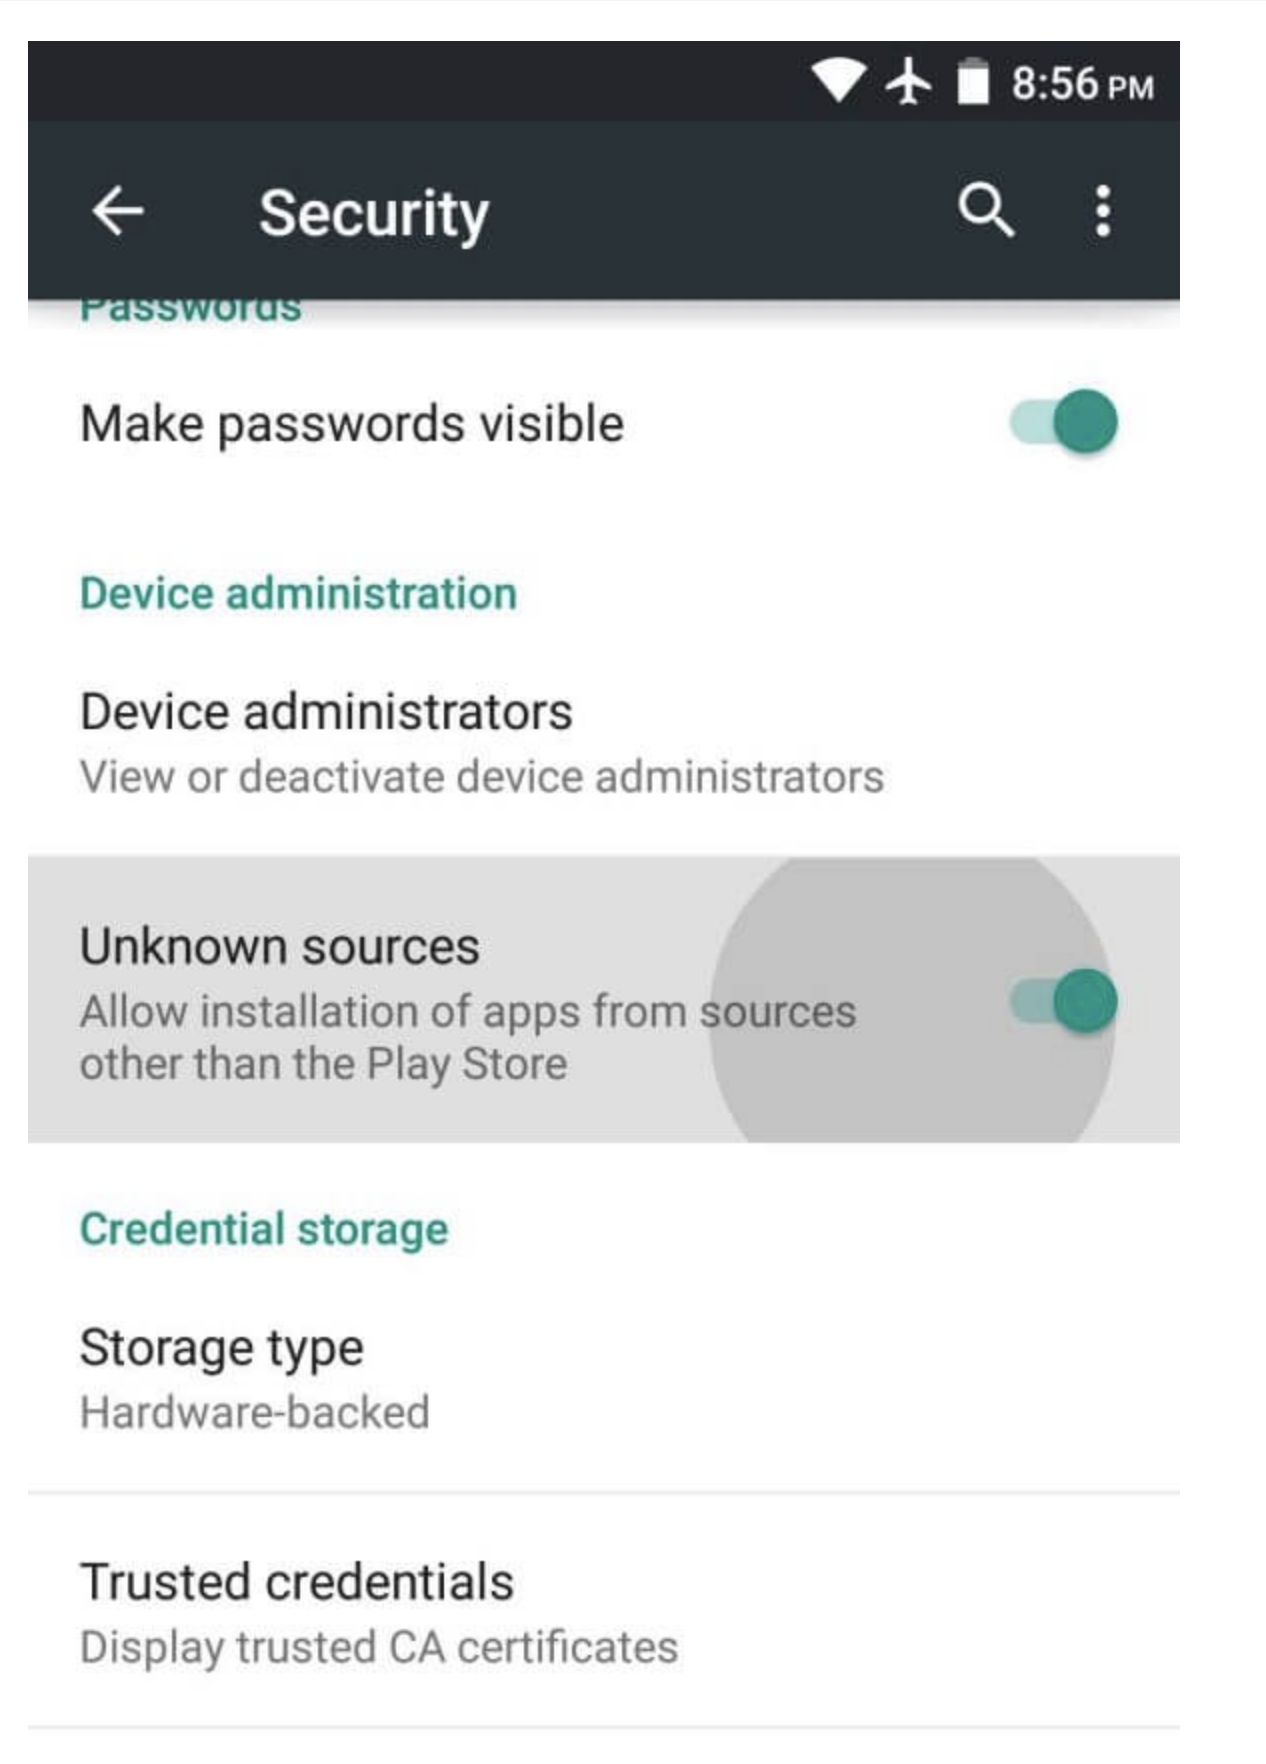 8:56 PM
Security
Passwords
Make passwords visible
Device administration
Device administrators
View or deactivate device administrators
Unknown sources
Allow installation of apps from sources
other than the Play Store
Credential storage
Storage type
Hardware-backed
Trusted credentials
Display trusted CA certificates